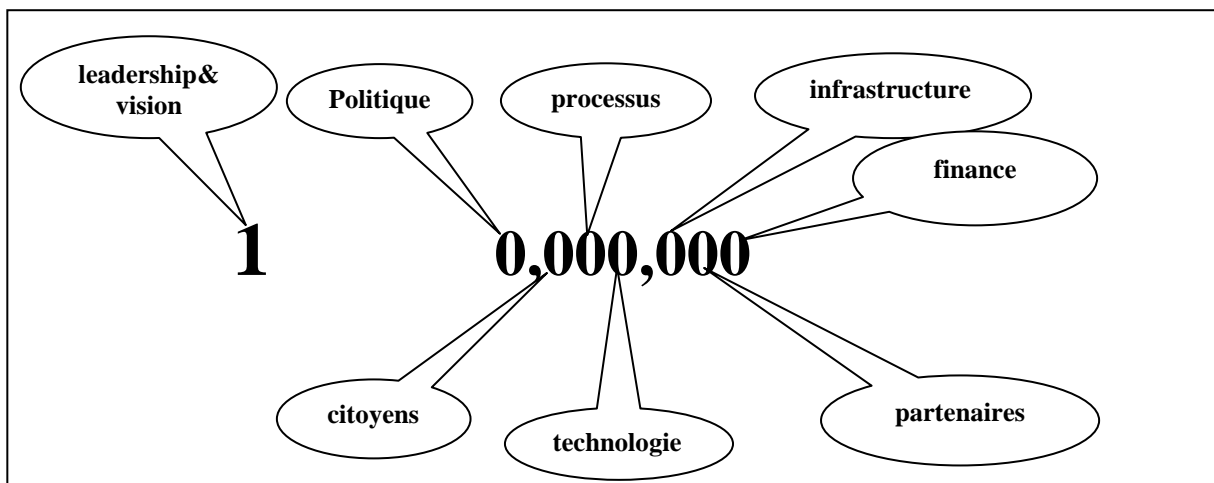 leadership&
vision
Politique
processus
infrastructure
finance
1 0,000,000
citoyens
technologie
partenaires